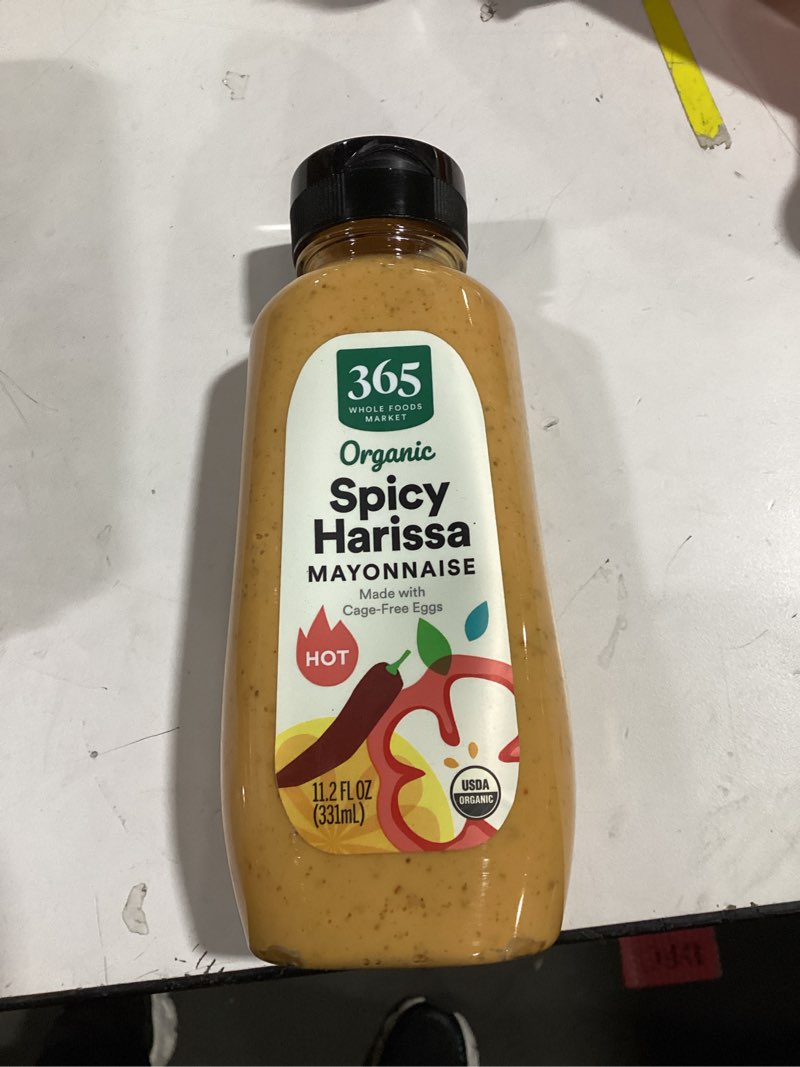 365
WHOLE FOODS
MARKET
Organic
Spicy
Harissa
MAYONNAISE
Made with
Cage-Free Eggs
HOT
11.2 FL OZ
(331mL)
USDA
ORGANIC